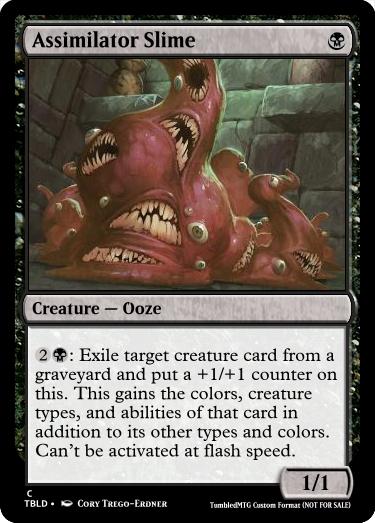 Assimilator Slime
Creature — Ooze
2: Exile target creature card from a
graveyard and put a +1/+1 counter on
this. This gains the colors, creature
types, and abilities of that card in
addition to its other types and colors.
Can't be activated at flash speed.
1/1
C
TBLD • Cory Trego-Erdner
TumbledMTG Custom Format (NOT FOR SALE)